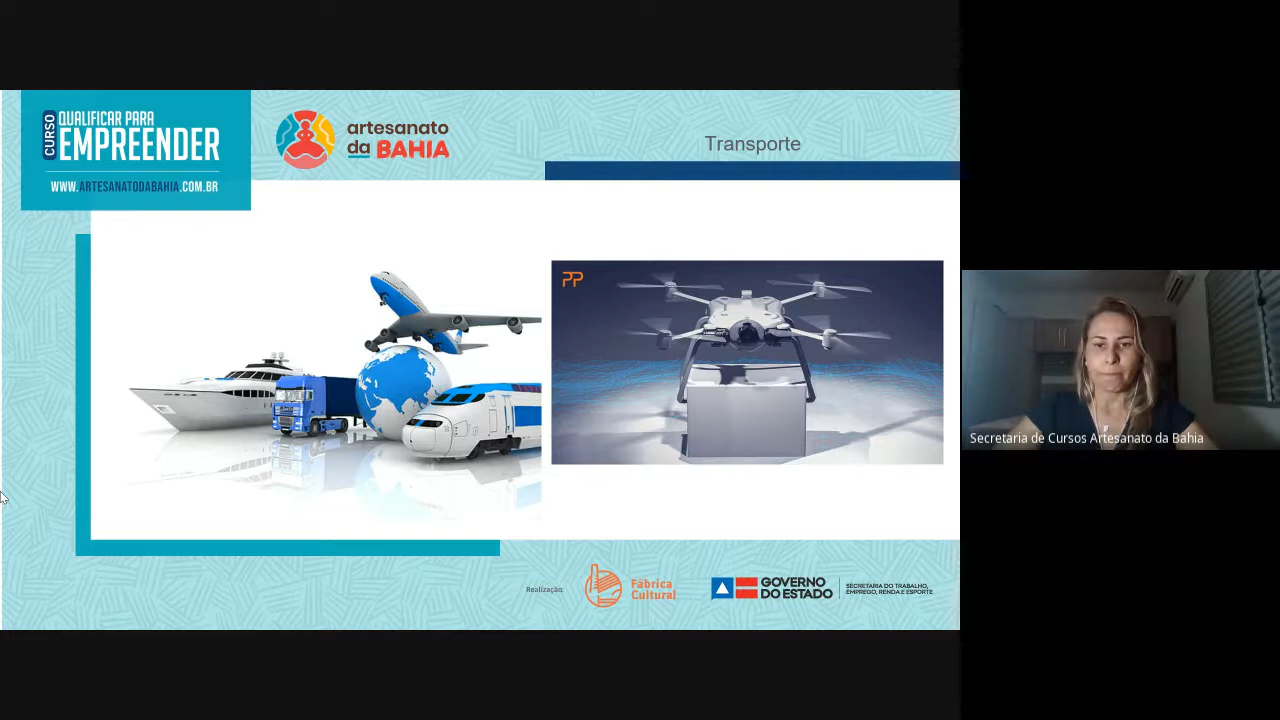 CURSO
QUALIFICAR PARA
EMPREENDER
WWW.ARTESANATODABAHIA.COM.BR
artesanato
da BAHIA
Transporte
PP
Secretaria de Cursos Artesanato da Bahia
Realização:
Fábrica
Cultural
GOVERNO
DO ESTADO
SECRETARIA DO TRABALHO,
EMPREGO, RENDA E ESPORTE